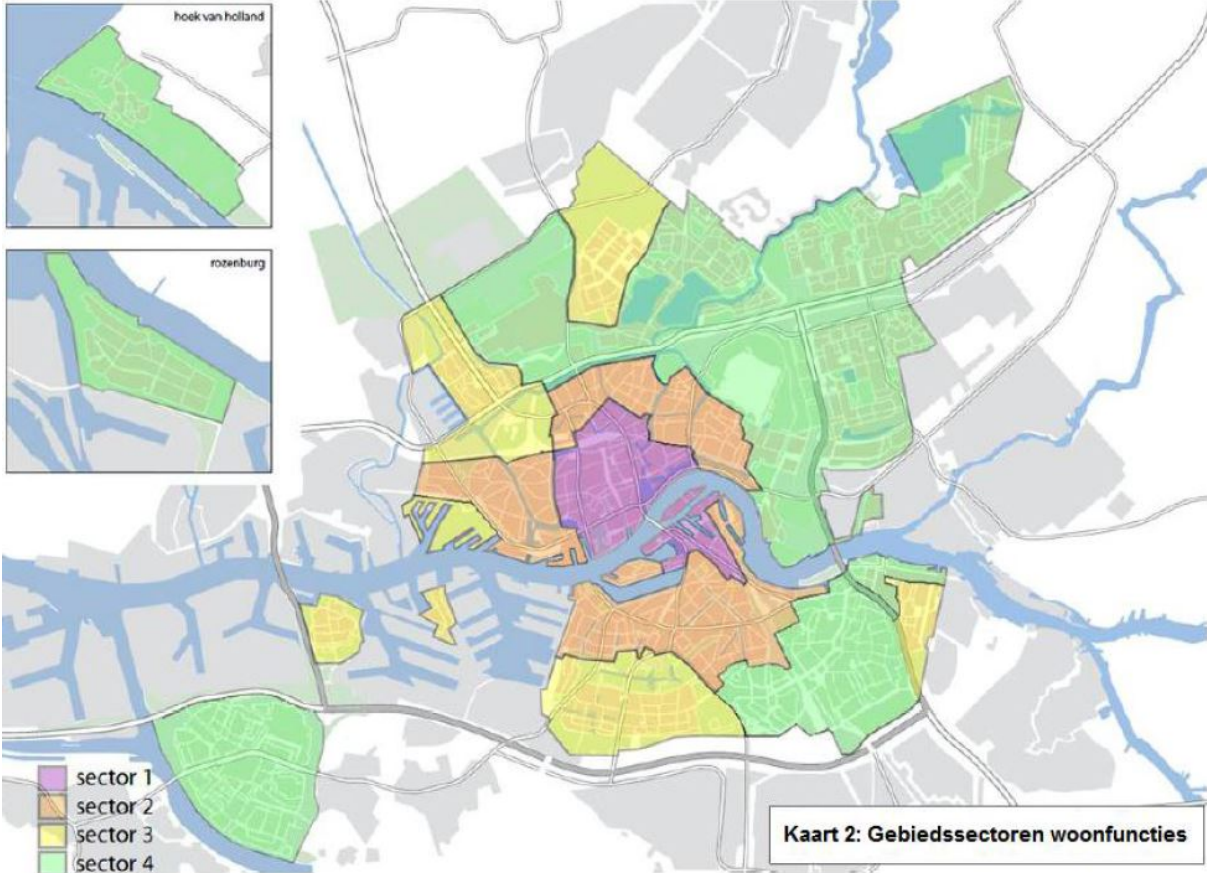 hoek van holland
rozenburg
sector 1
sector 2
sector 3
sector 4
Kaart 2: Gebiedssectoren woonfuncties